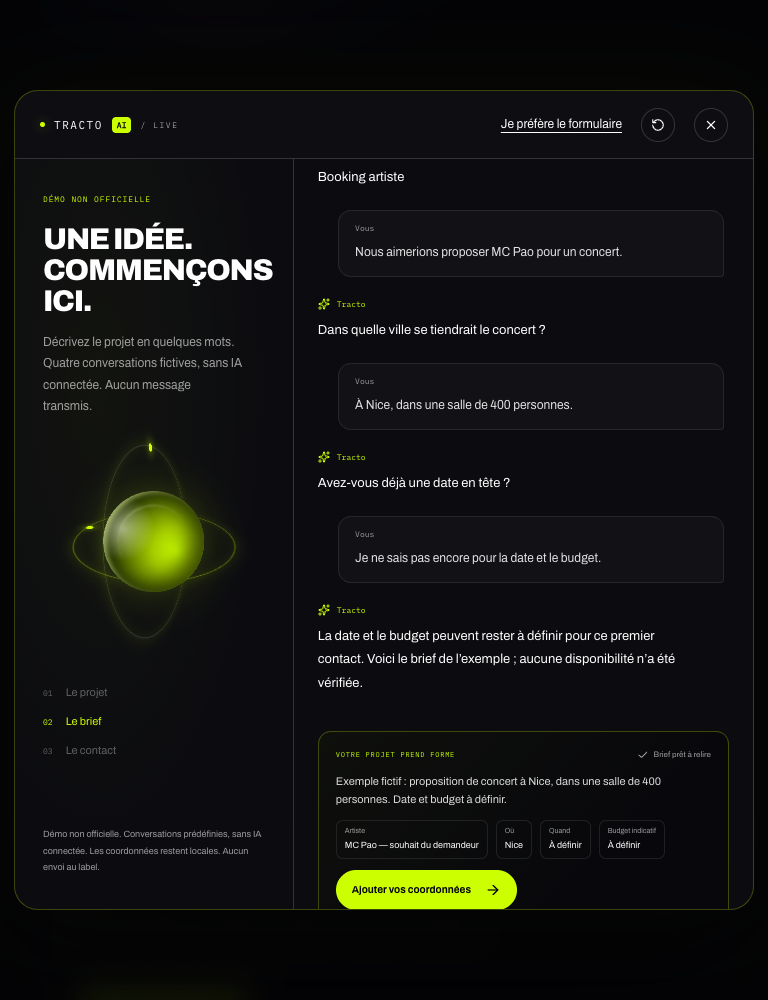 TRACTO AI / LIVE
Je préfère le formulaire
DÉMO NON OFFICIELLE
UNE IDÉE.
COMMENÇONS
ICI.
Décrivez le projet en quelques mots.
Quatre conversations fictives, sans IA
connectée. Aucun message
transmis.
01 Le projet
02 Le brief
03 Le contact
Démo non officielle. Conversations prédéfinies, sans IA
connectée. Les coordonnées restent locales. Aucun
envoi au label.
Booking artiste
Vous
Nous aimerions proposer MC Pao pour un concert.
Tracto
Dans quelle ville se tiendrait le concert ?
Vous
À Nice, dans une salle de 400 personnes.
Tracto
Avez-vous déjà une date en tête ?
Vous
Je ne sais pas encore pour la date et le budget.
Tracto
La date et le budget peuvent rester à définir pour ce premier
contact. Voici le brief de l’exemple ; aucune disponibilité n’a été
vérifiée.
VOTRE PROJET PREND FORME
Brief prêt à relire
Exemple fictif : proposition de concert à Nice, dans une salle de 400
personnes. Date et budget à définir.
Artiste
MC Pao — souhait du demandeur
Où
Nice
Quand
À définir
Budget indicatif
À définir
Ajouter vos coordonnées